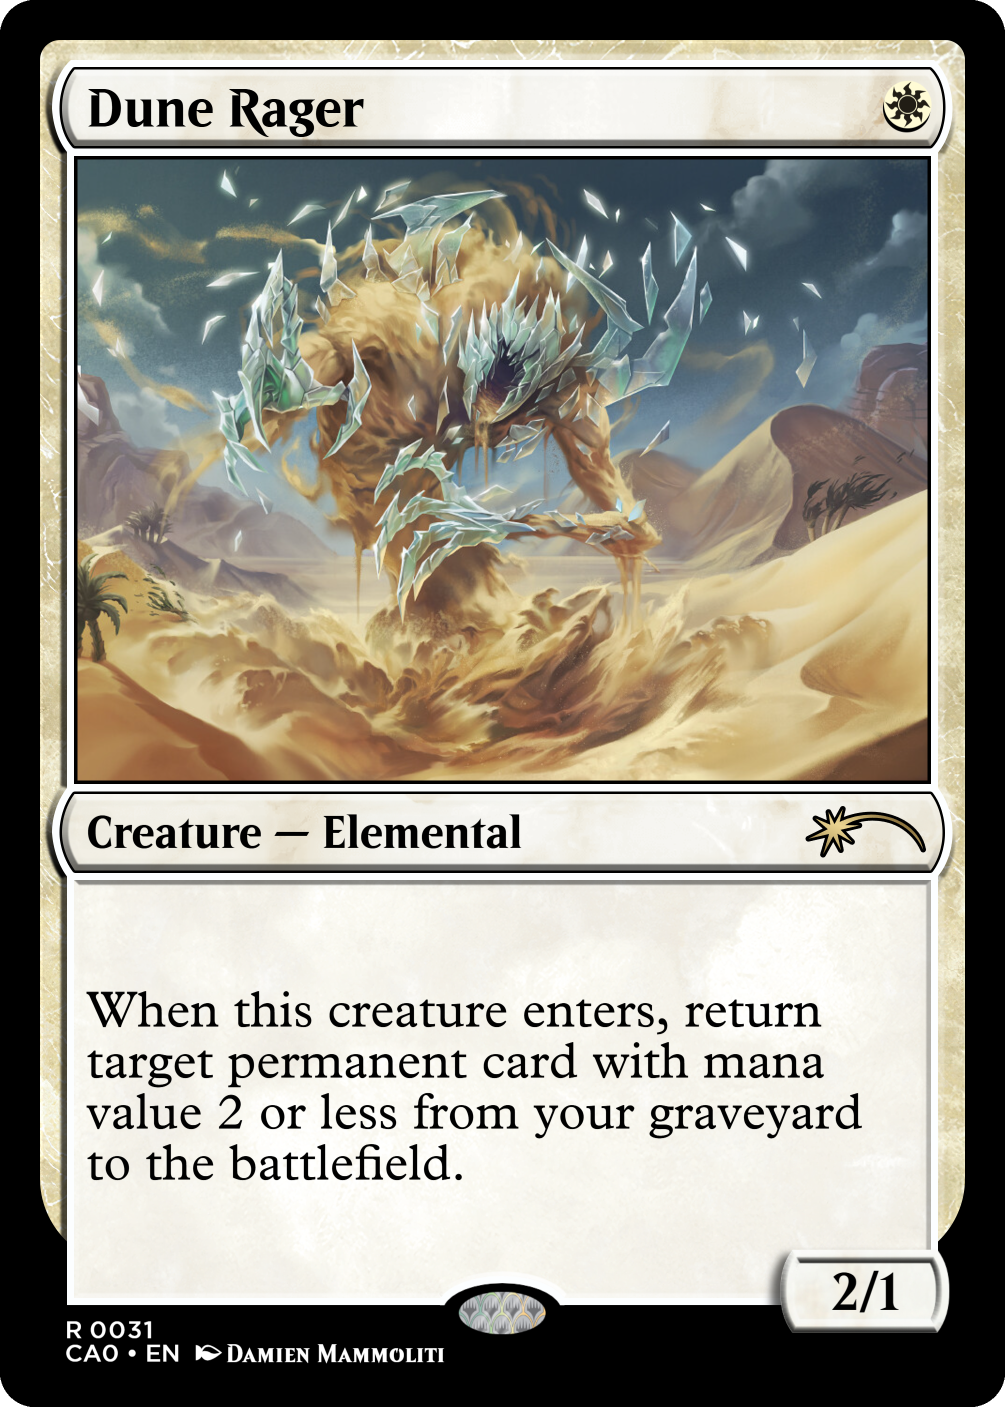 Dune Rager
Creature — Elemental
When this creature enters, return
target permanent card with mana
value 2 or less from your graveyard
to the battlefield.
2/1
R 0031
CAO • EN Damien Mammoliti